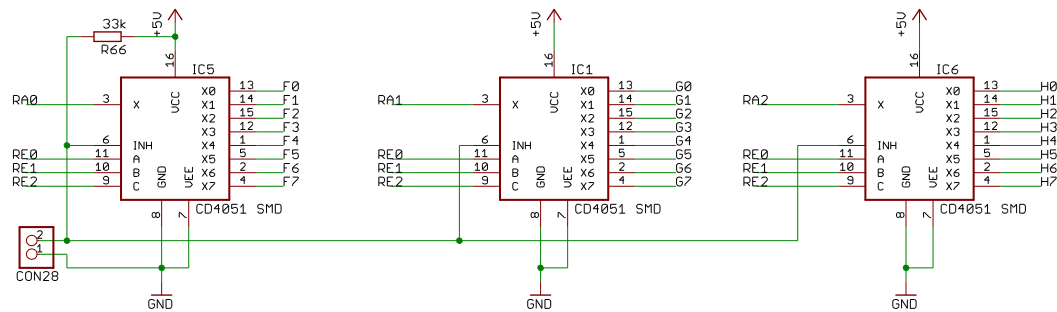 33k
R66
+5V
16
IC5
VCC
RA0 3 X
X0 13 F0
X1 14 F1
X2 15 F2
X3 12 F3
6 INH X4 1 F4
RE0 11 A X5 5 F5
RE1 10 B X6 2 F6
RE2 9 C X7 4 F7
GND VEE
8 7
CD4051 SMD
2
1
CON28
GND
+5V
16
IC1
VCC
RA1 3 X
X0 13 G0
X1 14 G1
X2 15 G2
X3 12 G3
6 INH X4 1 G4
RE0 11 A X5 5 G5
RE1 10 B X6 2 G6
RE2 9 C X7 4 G7
GND VEE
8 7
CD4051 SMD
GND
+5V
16
IC6
VCC
RA2 3 X
X0 13 H0
X1 14 H1
X2 15 H2
X3 12 H3
6 INH X4 1 H4
RE0 11 A X5 5 H5
RE1 10 B X6 2 H6
RE2 9 C X7 4 H7
GND VEE
8 7
CD4051 SMD
GND